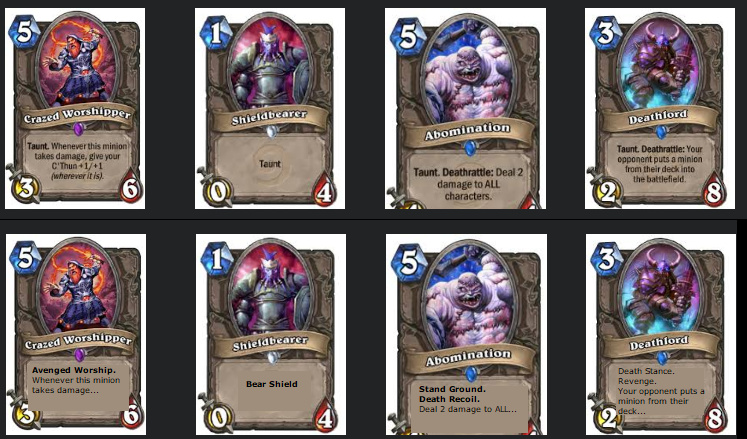 5
Crazed Worshipper
Taunt. Whenever this minion
takes damage, give your
C'Thun +1/+1
(wherever it is).
3
6
1
Shieldbearer
Taunt
0
4
5
Abomination
Taunt. Deathrattle: Deal 2
damage to ALL
characters.
3
Deathlord
Taunt. Deathrattle: Your
opponent puts a minion
from their deck into
the battlefield.
2
8
5
Crazed Worshipper
Avenged Worship.
Whenever this minion
takes damage...
3
6
1
Shieldbearer
Bear Shield
0
4
5
Abomination
Stand Ground.
Death Recoil.
Deal 2 damage to ALL...
3
Deathlord
Death Stance.
Revenge.
Your opponent puts a
minion from their
deck...
2
8